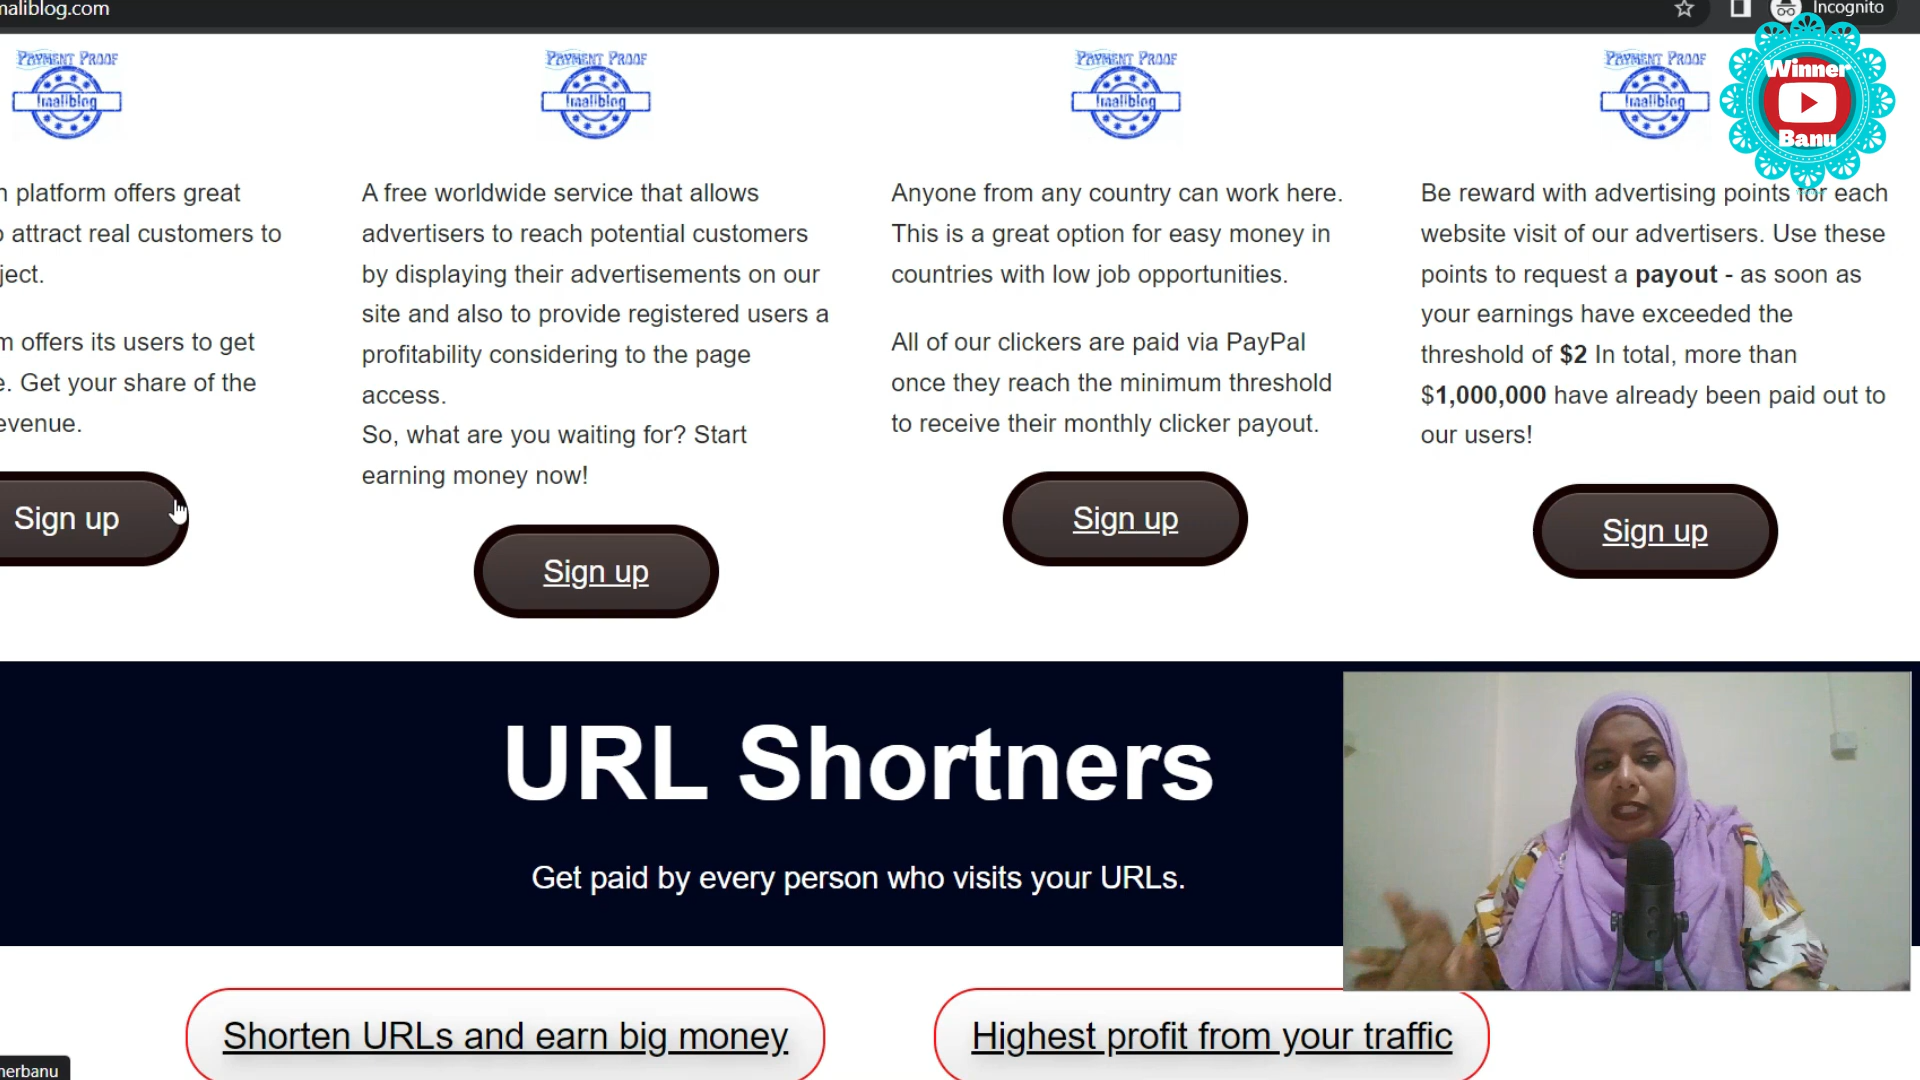 maliblog.com
Incognito
PAYMENT PROOF
PAYMENT PROOF
PAYMENT PROOF
PAYMENT PROOF
Imaliblog
Imaliblog
Imaliblog
Imaliblog
Winner
Banu
n platform offers great
o attract real customers to
ject.
m offers its users to get
e. Get your share of the
evenue.
Sign up
A free worldwide service that allows
advertisers to reach potential customers
by displaying their advertisements on our
site and also to provide registered users a
profitability considering to the page
access.
So, what are you waiting for? Start
earning money now!
Sign up
Anyone from any country can work here.
This is a great option for easy money in
countries with low job opportunities.
All of our clickers are paid via PayPal
once they reach the minimum threshold
to receive their monthly clicker payout.
Sign up
Be reward with advertising points for each
website visit of our advertisers. Use these
points to request a payout - as soon as
your earnings have exceeded the
threshold of $2 In total, more than
$1,000,000 have already been paid out to
our users!
Sign up
URL Shortners
Get paid by every person who visits your URLs.
Shorten URLs and earn big money
Highest profit from your traffic
nerbanu